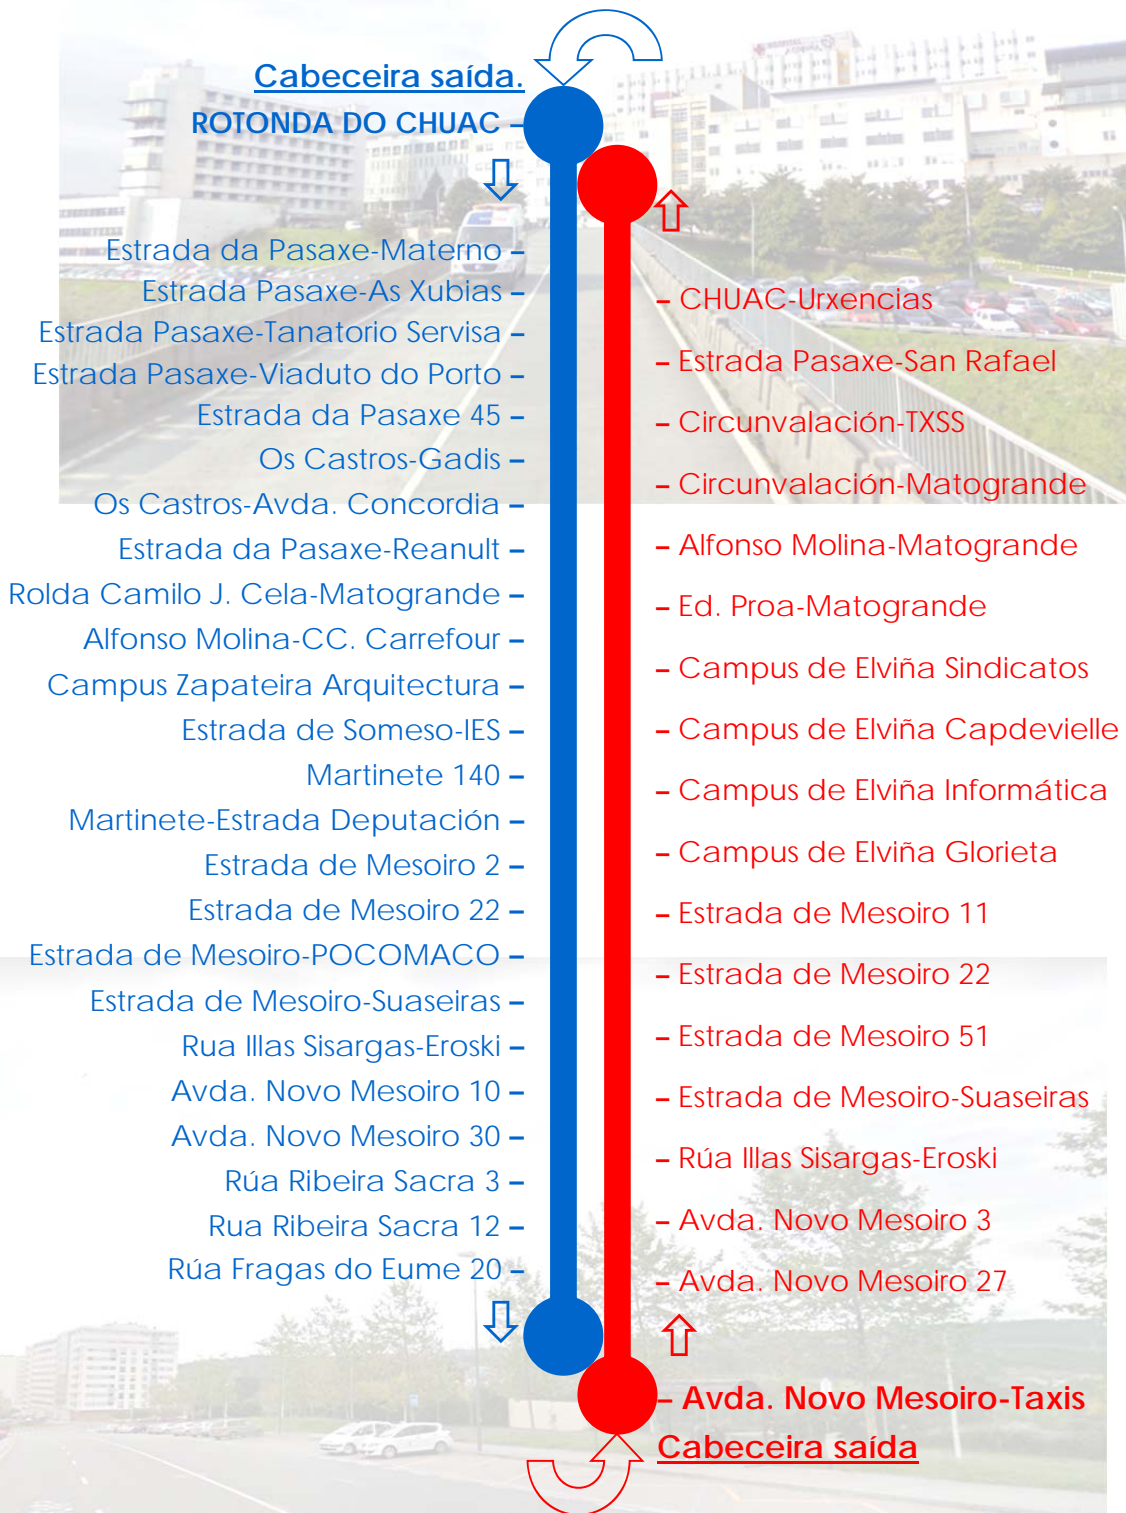 Cabeceira saída.
ROTONDA DO CHUAC –
Estrada da Pasaxe-Materno –
Estrada Pasaxe-As Xubias –
Estrada Pasaxe-Tanatorio Servisa –
Estrada Pasaxe-Viaduto do Porto –
Estrada da Pasaxe 45 –
Os Castros-Gadis –
Os Castros-Avda. Concordia –
Estrada da Pasaxe-Reanult –
Rolda Camilo J. Cela-Matogrande –
Alfonso Molina-CC. Carrefour –
Campus Zapateira Arquitectura –
Estrada de Someso-IES –
Martinete 140 –
Martinete-Estrada Deputación –
Estrada de Mesoiro 2 –
Estrada de Mesoiro 22 –
Estrada de Mesoiro-POCOMACO –
Estrada de Mesoiro-Suaseiras –
Rua Illas Sisargas-Eroski –
Avda. Novo Mesoiro 10 –
Avda. Novo Mesoiro 30 –
Rúa Ribeira Sacra 3 –
Rua Ribeira Sacra 12 –
Rúa Fragas do Eume 20 –
– CHUAC-Urxencias
– Estrada Pasaxe-San Rafael
– Circunvalación-TXSS
– Circunvalación-Matogrande
– Alfonso Molina-Matogrande
– Ed. Proa-Matogrande
– Campus de Elviña Sindicatos
– Campus de Elviña Capdevielle
– Campus de Elviña Informática
– Campus de Elviña Glorieta
– Estrada de Mesoiro 11
– Estrada de Mesoiro 22
– Estrada de Mesoiro 51
– Estrada de Mesoiro-Suaseiras
– Rúa Illas Sisargas-Eroski
– Avda. Novo Mesoiro 3
– Avda. Novo Mesoiro 27
– Avda. Novo Mesoiro-Taxis
Cabeceira saída